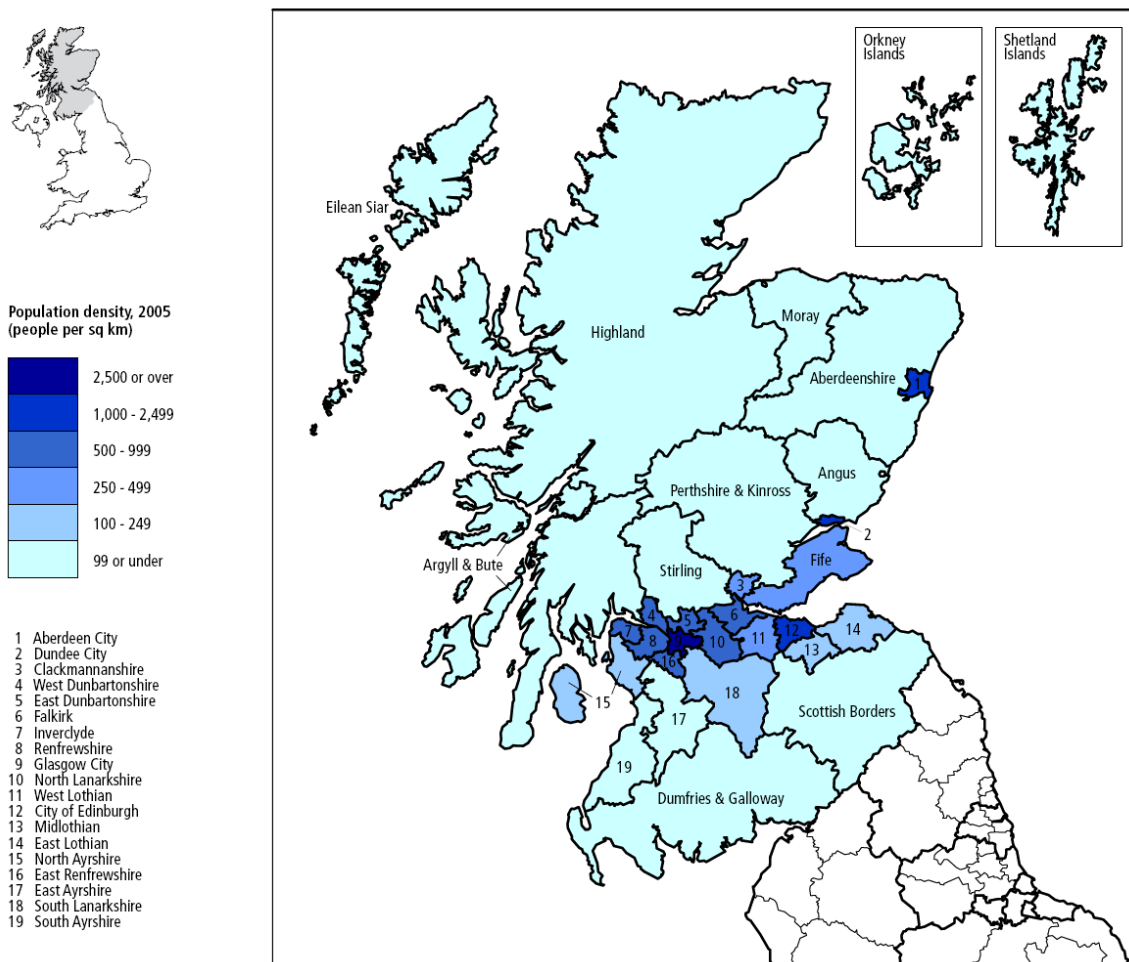 Population density, 2005
(people per sq km)
2,500 or over
1,000 - 2,499
500 - 999
250 - 499
100 - 249
99 or under
1 Aberdeen City
2 Dundee City
3 Clackmannanshire
4 West Dunbartonshire
5 East Dunbartonshire
6 Falkirk
7 Inverclyde
8 Renfrewshire
9 Glasgow City
10 North Lanarkshire
11 West Lothian
12 City of Edinburgh
13 Midlothian
14 East Lothian
15 North Ayrshire
16 East Renfrewshire
17 East Ayrshire
18 South Lanarkshire
19 South Ayrshire
Orkney
Islands
Shetland
Islands
Eilean Siar
Highland
Moray
Aberdeenshire
1
Angus
Perthshire & Kinross
2
Argyll & Bute
Stirling
Fife
3
4
5
6
7
8
9
10
11
12
13
14
15
16
17
18
19
Scottish Borders
Dumfries & Galloway